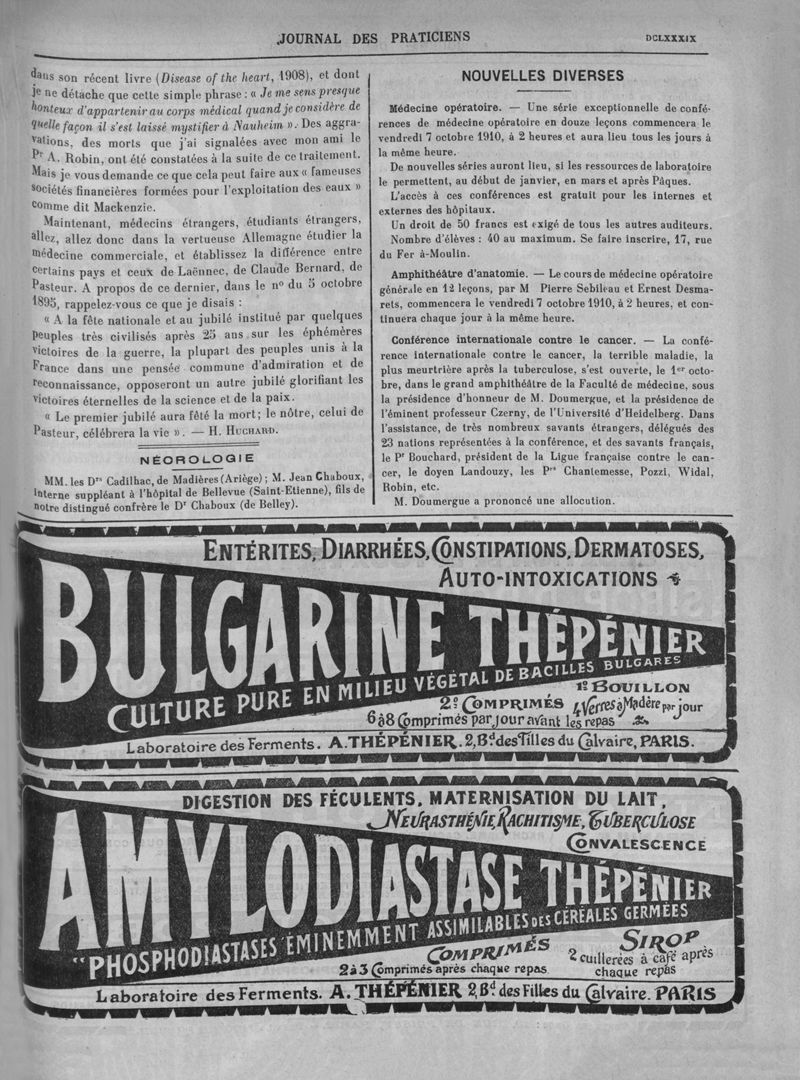 JOURNAL DES PRATICIENS
DCLXXXIX
dans son récent livre (Disease of the heart, 1908), et dont
je ne détache que cette simple phrase : « Je me sens presque
honteux d'appartenir au corps médical quand je considère de
quelle façon il s'est laissé mystifier à Nauheim ». Des aggra-
vations, des morts que j'ai signalées avec mon ami le
Pr A. Robin, ont été constatées à la suite de ce traitement.
Mais je vous demande ce que cela peut faire aux « fameuses
sociétés financières formées pour l'exploitation des eaux »
comme dit Mackenzie.
Maintenant, médecins étrangers, étudiants étrangers,
allez, allez donc dans la vertueuse Allemagne étudier la
médecine commerciale, et établissez la différence entre
certains pays et ceux de Laënnec, de Claude Bernard, de
Pasteur. A propos de ce dernier, dans le no du 5 octobre
1895, rappelez-vous ce que je disais :
« A la fête nationale et au jubilé institué par quelques
peuples très civilisés après 25 ans sur les éphémères
victoires de la guerre, la plupart des peuples unis à la
France dans une pensée commune d'admiration et de
reconnaissance, opposeront un autre jubilé glorifiant les
victoires éternelles de la science et de la paix.
« Le premier jubilé aura fêté la mort ; le nôtre, celui de
Pasteur, célébrera la vie ». — H. HUCHARD.
NÉOROLOGIE
MM. les Drs Cadilhac, de Madières (Ariège) ; M. Jean Chaboux,
interne suppléant à l'hôpital de Bellevue (Saint-Etienne), fils de
notre distingué confrère le Dr Chaboux (de Belley).
NOUVELLES DIVERSES
Médecine opératoire. — Une série exceptionnelle de confé-
rences de médecine opératoire en douze leçons commencera le
vendredi 7 octobre 1910, à 2 heures et aura lieu tous les jours à
la même heure.
De nouvelles séries auront lieu, si les ressources de laboratoire
le permettent, au début de janvier, en mars et après Pâques.
L'accès à ces conférences est gratuit pour les internes et
externes des hôpitaux.
Un droit de 50 francs est exigé de tous les autres auditeurs.
Nombre d'élèves : 40 au maximum. Se faire inscrire, 17, rue
du Fer à-Moulin.
Amphithéâtre d'anatomie. — Le cours de médecine opératoire
générale en 12 leçons, par M Pierre Sebileau et Ernest Desma-
rets, commencera le vendredi 7 octobre 1910, à 2 heures, et con-
tinuera chaque jour à la même heure.
Conférence internationale contre le cancer. — La confé-
rence internationale contre le cancer, la terrible maladie, la
plus meurtrière après la tuberculose, s'est ouverte, le 1er octo-
bre, dans le grand amphithéâtre de la Faculté de médecine, sous
la présidence d'honneur de M. Doumergue, et la présidence de
l'éminent professeur Czerny, de l'Université d'Heidelberg. Dans
l'assistance, de très nombreux savants étrangers, délégués des
23 nations représentées à la conférence, et des savants français,
le Pr Bouchard, président de la Ligue française contre le can-
cer, le doyen Landouzy, les Prs Chantemesse, Pozzi, Widal,
Robin, etc.
M. Doumergue a prononcé une allocution.
ENTÉRITES, DIARRHÉES, CONSTIPATIONS, DERMATOSES,
AUTO-INTOXICATIONS
BULGARINE THÉPÉNIER
CULTURE PURE EN MILIEU VÉGÉTAL DE BACILLES BULGARES
1º BOUILLON
4 Verres à Madère par jour
2º COMPRIMÉS
6 à 8 Comprimés par jour avant les repas
Laboratoire des Ferments. A. THÉPÉNIER. 2, Bd des Filles du Calvaire, PARIS.
DIGESTION DES FÉCULENTS, MATERNISATION DU LAIT,
NEURASTHÉNIE, RACHITISME, TUBERCULOSE
CONVALESCENCE
AMYLODIASTASE THÉPÉNIER
"PHOSPHODIASTASES ÉMINEMMENT ASSIMILABLES DES CÉRÉALES GERMÉES
COMPRIMÉS
2 à 3 Comprimés après chaque repas
SIROP
2 cuillerées à café après
chaque repas
Laboratoire des Ferments. A. THÉPÉNIER 2, Bd des Filles du Calvaire. PARIS